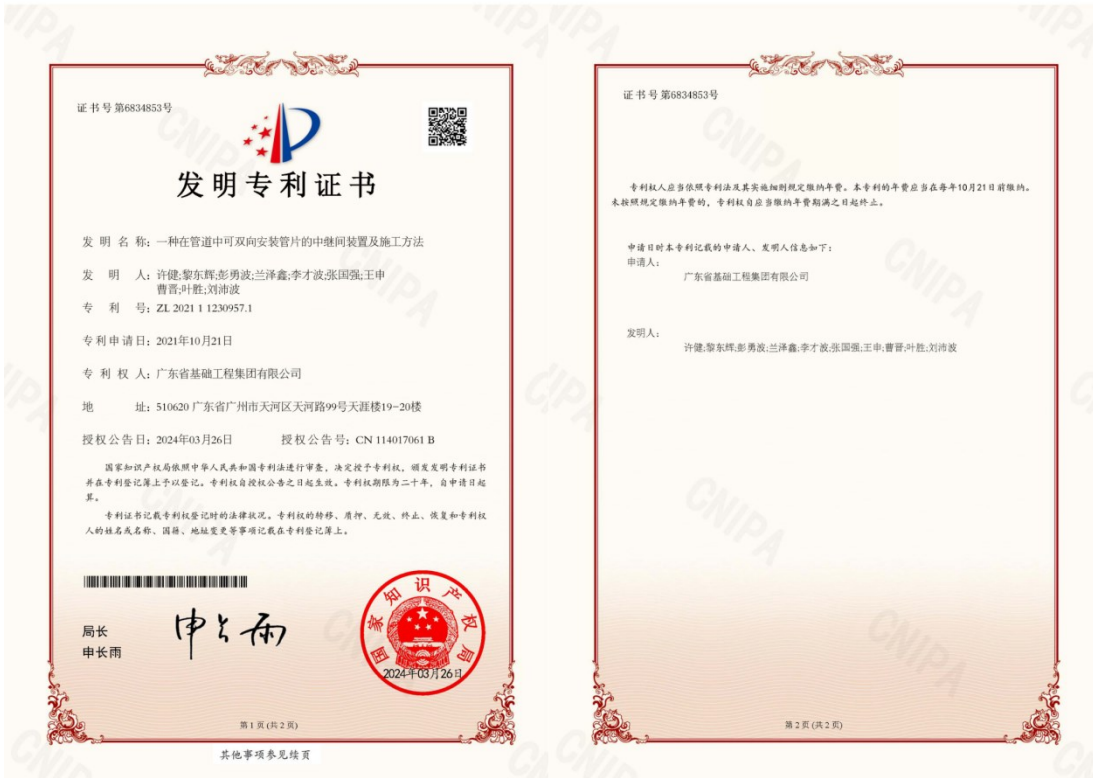 证书号第6834853号
发明专利证书
发明名称：一种在管道中可双向安装管片的中继间装置及施工方法
发明人：许健;黎东辉;彭勇波;兰泽鑫;李才波;张国强;王申
曹晋;叶胜;刘沛波
专利号：ZL 2021 1 1230957.1
专利申请日：2021年10月21日
专利权人：广东省基础工程集团有限公司
地址：510620 广东省广州市天河区天河路99号天涯楼19-20楼
授权公告日：2024年03月26日 授权公告号：CN 114017061 B
国家知识产权局依照中华人民共和国专利法进行审查，决定授予专利权，颁发发明专利证书
并在专利登记簿上予以登记。专利权自授权公告之日起生效。专利权期限为二十年，自申请日起
算。
专利证书记载专利权登记时的法律状况。专利权的转移、质押、无效、终止、恢复和专利权
人的姓名或名称、国籍、地址变更等事项记载在专利登记簿上。
局长
申长雨
申长雨
国家知识产权局
2024年03月26日
第1页(共2页)
其他事项参见续页
证书号第6834853号
专利权人应当依照专利法及其实施细则规定缴纳年费。本专利的年费应当在每年10月21日前缴纳。
未按照规定缴纳年费的，专利权自应当缴纳年费期满之日起终止。
申请日时本专利记载的申请人、发明人信息如下：
申请人：
广东省基础工程集团有限公司
发明人：
许健;黎东辉;彭勇波;兰泽鑫;李才波;张国强;王申;曹晋;叶胜;刘沛波
第2页(共2页)
CNIPA